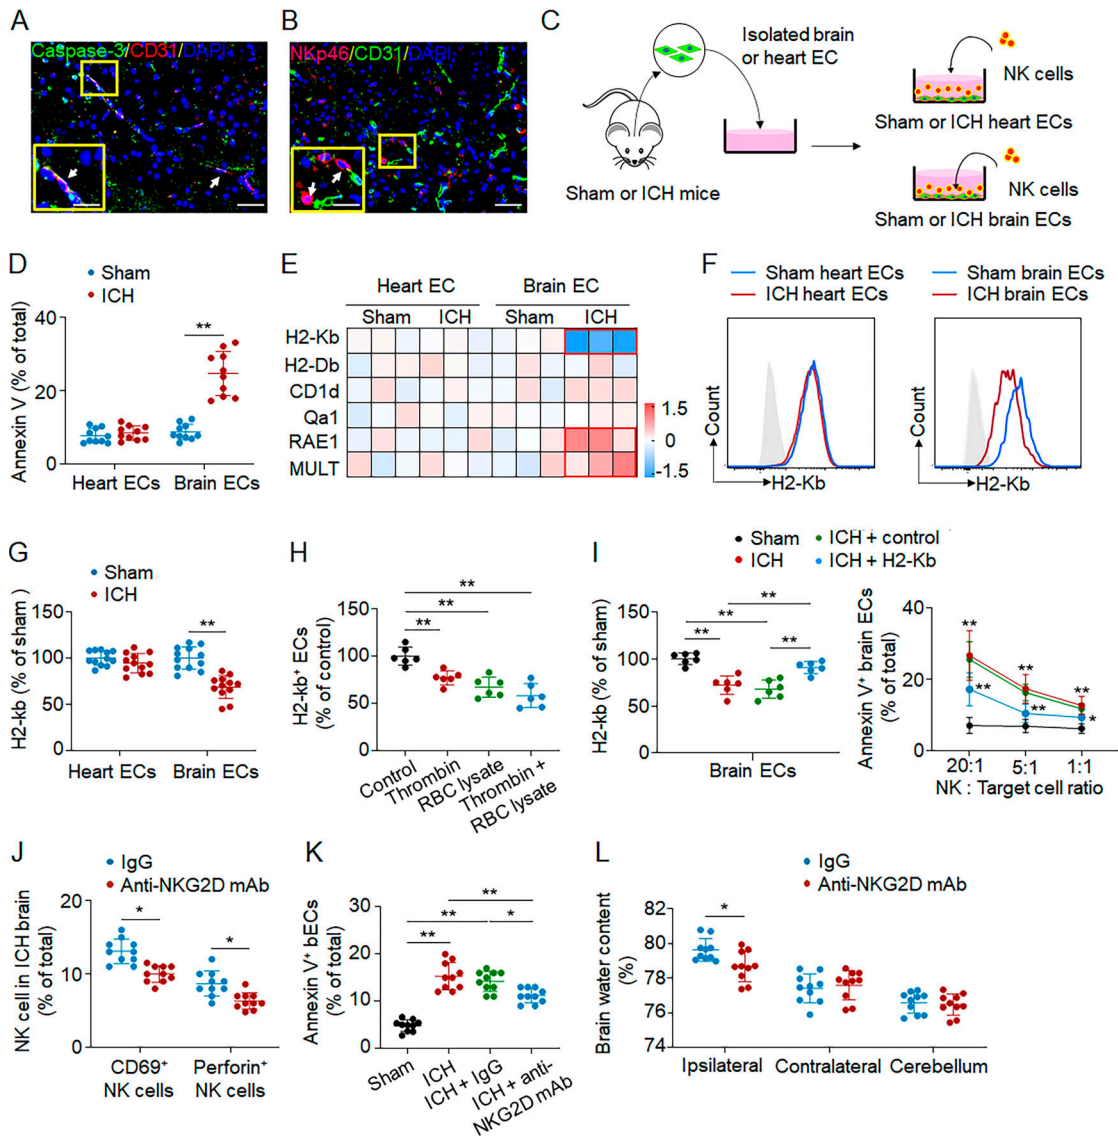 A
Caspase-3/CD31/DAPI
B
NKp46/CD31/DAPI
C
Isolated brain
or heart EC
Sham or ICH mice
NK cells
Sham or ICH heart ECs
NK cells
Sham or ICH brain ECs
D
Sham
ICH
Annexin V (% of total)
40
20
0
**
Heart ECs
Brain ECs
E
Heart EC
Brain EC
Sham
ICH
Sham
ICH
H2-Kb
H2-Db
CD1d
Qa1
RAE1
MULT
1.5
0
-1.5
F
Sham heart ECs
ICH heart ECs
Sham brain ECs
ICH brain ECs
Count
H2-Kb
Count
H2-Kb
G
Sham
ICH
H2-kb (% of sham)
150
100
50
0
**
Heart ECs
Brain ECs
H
H2-kb⁺ ECs
(% of control)
150
100
50
0
**
**
**
Control
Thrombin
RBC lysate
Thrombin +
RBC lysate
I
Sham
ICH
ICH + control
ICH + H2-Kb
H2-kb (% of sham)
150
100
50
0
**
**
**
**
Brain ECs
Annexin V⁺ brain ECs
(% of total)
40
20
0
**
**
**
**
**
*
20:1
5:1
1:1
NK : Target cell ratio
J
IgG
Anti-NKG2D mAb
NK cell in ICH brain
(% of total)
20
10
0
*
*
CD69⁺
NK cells
Perforin⁺
NK cells
K
Annexin V⁺ bECs
(% of total)
30
20
10
0
**
**
**
*
Sham
ICH
ICH + IgG
ICH + anti-
NKG2D mAb
L
IgG
Anti-NKG2D mAb
Brain water content
(%)
82
80
78
76
74
*
Ipsilateral
Contralateral
Cerebellum